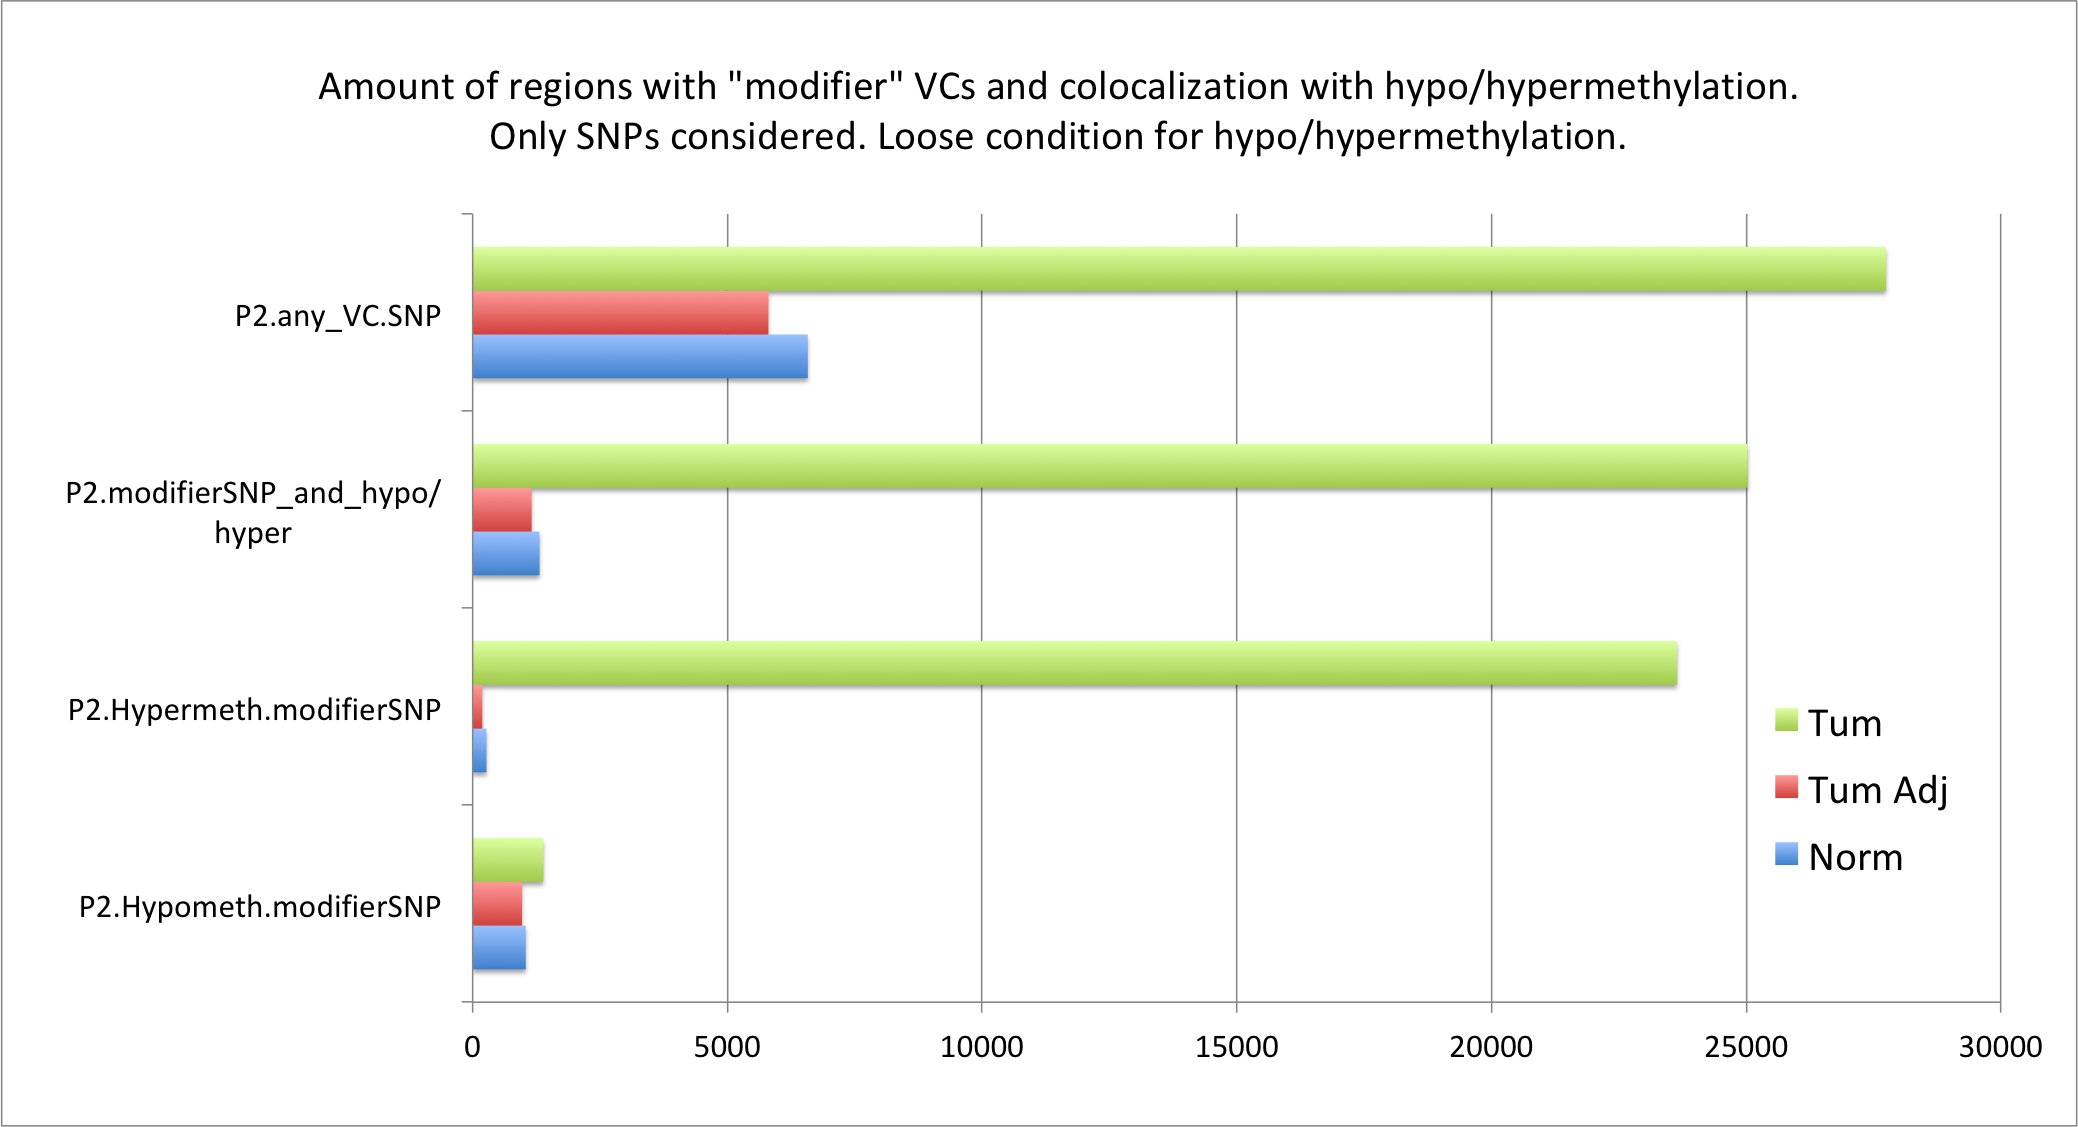 Amount of regions with "modifier" VCs and colocalization with hypo/hypermethylation.
Only SNPs considered. Loose condition for hypo/hypermethylation.
P2.any_VC.SNP
P2.modifierSNP_and_hypo/
hyper
P2.Hypermeth.modifierSNP
P2.Hypometh.modifierSNP
Tum
Tum Adj
Norm
0 5000 10000 15000 20000 25000 30000